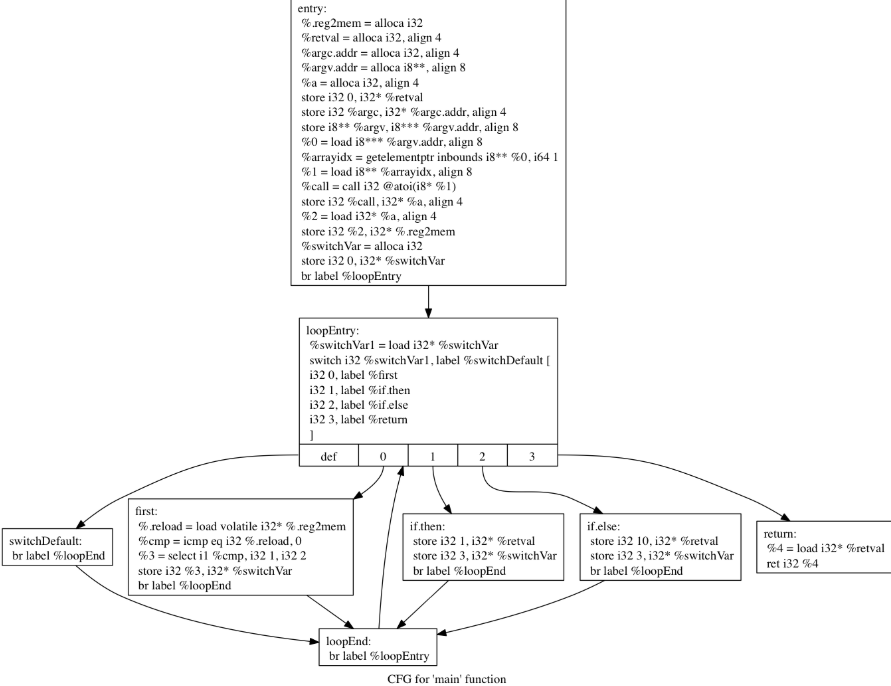 entry:
%.reg2mem = alloca i32
%retval = alloca i32, align 4
%argc.addr = alloca i32, align 4
%argv.addr = alloca i8**, align 8
%a = alloca i32, align 4
store i32 0, i32* %retval
store i32 %argc, i32* %argc.addr, align 4
store i8** %argv, i8*** %argv.addr, align 8
%0 = load i8*** %argv.addr, align 8
%arrayidx = getelementptr inbounds i8** %0, i64 1
%1 = load i8** %arrayidx, align 8
%call = call i32 @atoi(i8* %1)
store i32 %call, i32* %a, align 4
%2 = load i32* %a, align 4
store i32 %2, i32* %.reg2mem
%switchVar = alloca i32
store i32 0, i32* %switchVar
br label %loopEntry
loopEntry:
%switchVar1 = load i32* %switchVar
switch i32 %switchVar1, label %switchDefault [
i32 0, label %first
i32 1, label %if.then
i32 2, label %if.else
i32 3, label %return
]
def 0 1 2 3
switchDefault:
br label %loopEnd
first:
%.reload = load volatile i32* %.reg2mem
%cmp = icmp eq i32 %.reload, 0
%3 = select i1 %cmp, i32 1, i32 2
store i32 %3, i32* %switchVar
br label %loopEnd
if.then:
store i32 1, i32* %retval
store i32 3, i32* %switchVar
br label %loopEnd
if.else:
store i32 10, i32* %retval
store i32 3, i32* %switchVar
br label %loopEnd
return:
%4 = load i32* %retval
ret i32 %4
loopEnd:
br label %loopEntry
CFG for 'main' function